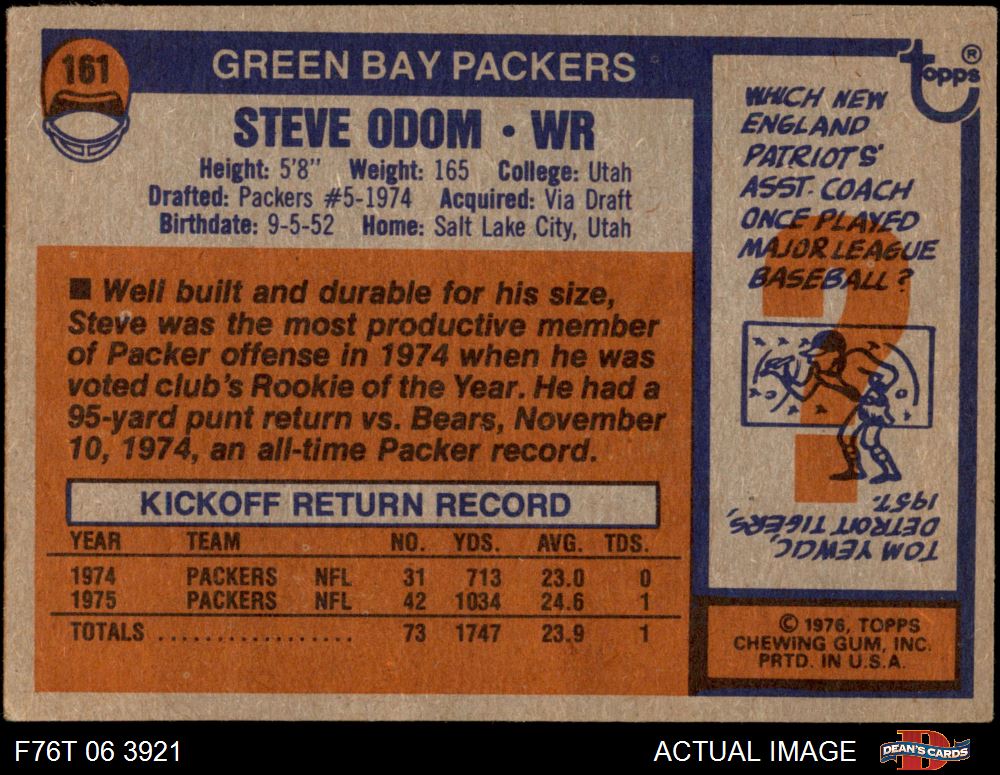 161
GREEN BAY PACKERS
STEVE ODOM • WR
Height: 5'8" Weight: 165 College: Utah
Drafted: Packers #5-1974 Acquired: Via Draft
Birthdate: 9-5-52 Home: Salt Lake City, Utah
■ Well built and durable for his size,
Steve was the most productive member
of Packer offense in 1974 when he was
voted club's Rookie of the Year. He had a
95-yard punt return vs. Bears, November
10, 1974, an all-time Packer record.
KICKOFF RETURN RECORD
YEAR TEAM NO. YDS. AVG. TDS.
1974 PACKERS NFL 31 713 23.0 0
1975 PACKERS NFL 42 1034 24.6 1
TOTALS .................. 73 1747 23.9 1
topps®
WHICH NEW
ENGLAND
PATRIOTS'
ASST. COACH
ONCE PLAYED
MAJOR LEAGUE
BASEBALL?
?
TOM YEWCIC,
DETROIT TIGERS,
1957.
© 1976, TOPPS
CHEWING GUM, INC.
PRTD. IN U.S.A.
F76T 06 3921
ACTUAL IMAGE
DEAN'S CARDS